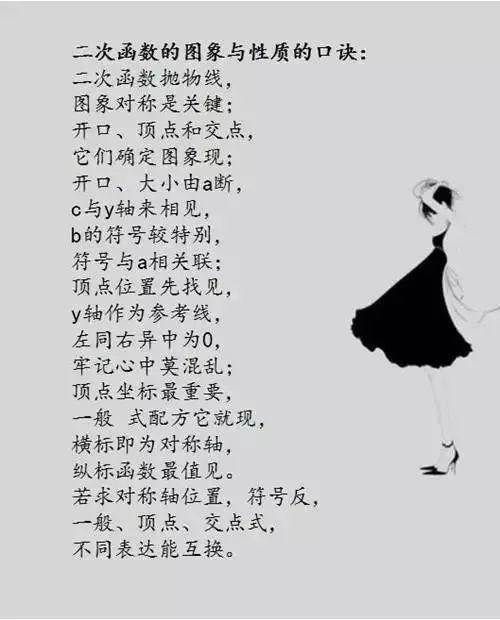 二次函数的图象与性质的口诀：
二次函数抛物线，
图象对称是关键；
开口、顶点和交点，
它们确定图象现；
开口、大小由a断，
c与y轴来相见，
b的符号较特别，
符号与a相关联；
顶点位置先找见，
y轴作为参考线，
左同右异中为0，
牢记心中莫混乱；
顶点坐标最重要，
一般 式配方它就现，
横标即为对称轴，
纵标函数最值见。
若求对称轴位置，符号反，
一般、顶点、交点式，
不同表达能互换。